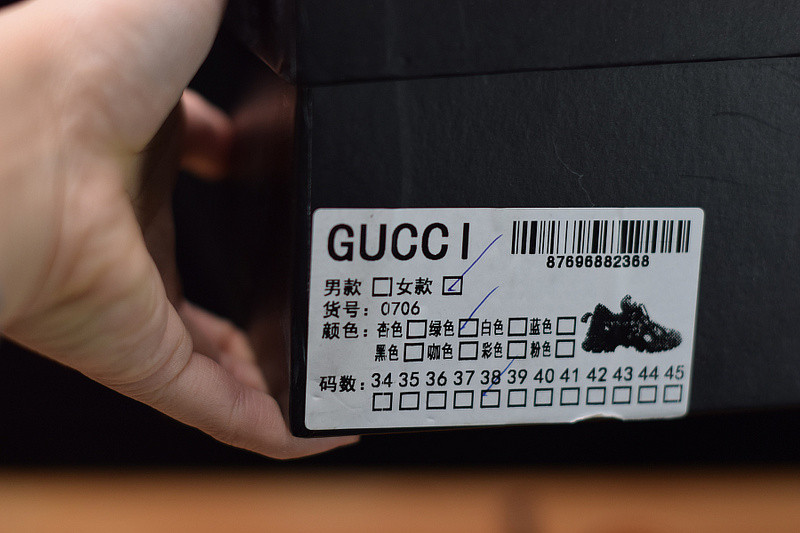 GUCCI
87696882368
男款 □ 女款 □
货号: 0706
颜色: 杏色 □ 绿色 □ 白色 □ 蓝色 □
黑色 □ 咖色 □ 彩色 □ 粉色 □
码数: 34 35 36 37 38 39 40 41 42 43 44 45